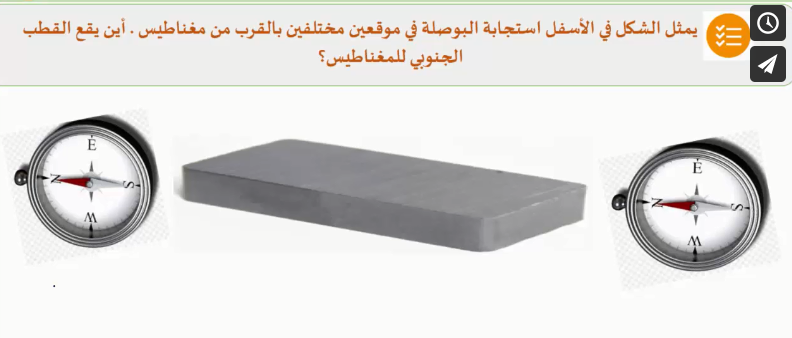 يمثل الشكل في الأسفل استجابة البوصلة في موقعين مختلفين بالقرب من مغناطيس . أين يقع القطب
الجنوبي للمغناطيس؟
E
N S
W
E
N S
W
.